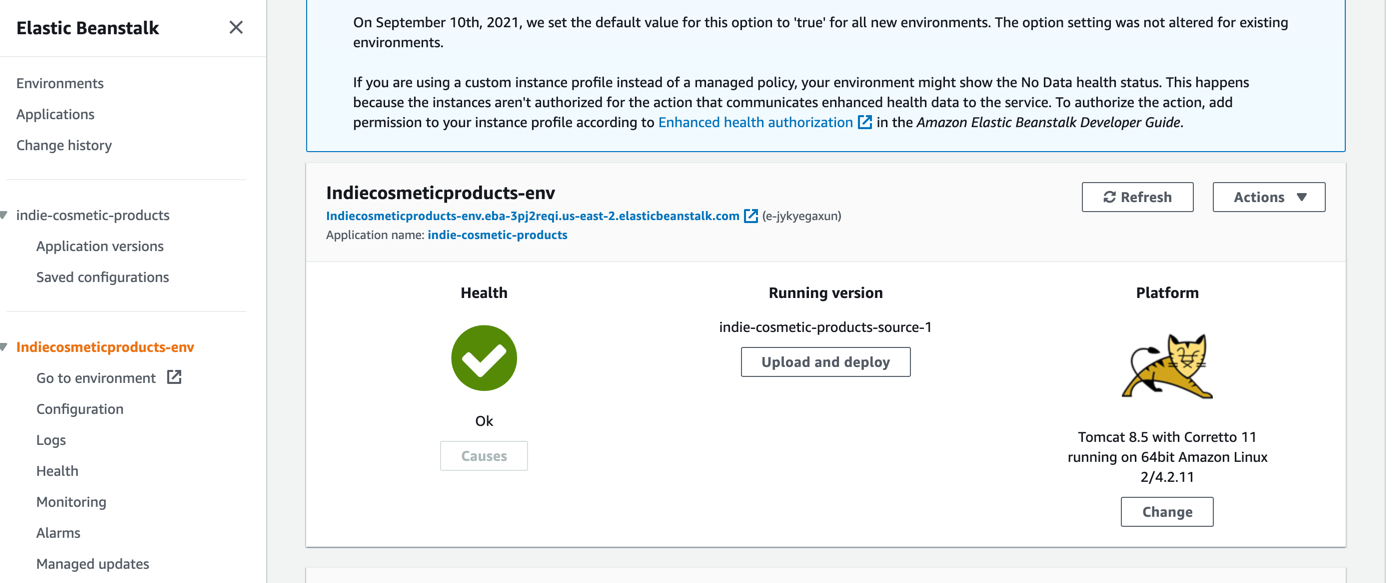 Elastic Beanstalk
Environments
Applications
Change history
indie-cosmetic-products
Application versions
Saved configurations
Indiecosmeticproducts-env
Go to environment
Configuration
Logs
Health
Monitoring
Alarms
Managed updates
On September 10th, 2021, we set the default value for this option to 'true' for all new environments. The option setting was not altered for existing
environments.
If you are using a custom instance profile instead of a managed policy, your environment might show the No Data health status. This happens
because the instances aren't authorized for the action that communicates enhanced health data to the service. To authorize the action, add
permission to your instance profile according to Enhanced health authorization in the Amazon Elastic Beanstalk Developer Guide.
Indiecosmeticproducts-env
Indiecosmeticproducts-env.eba-3pj2reqi.us-east-2.elasticbeanstalk.com (e-jykyegaxun)
Application name: indie-cosmetic-products
Refresh
Actions
Health
Ok
Causes
Running version
indie-cosmetic-products-source-1
Upload and deploy
Platform
Tomcat 8.5 with Corretto 11
running on 64bit Amazon Linux
2/4.2.11
Change